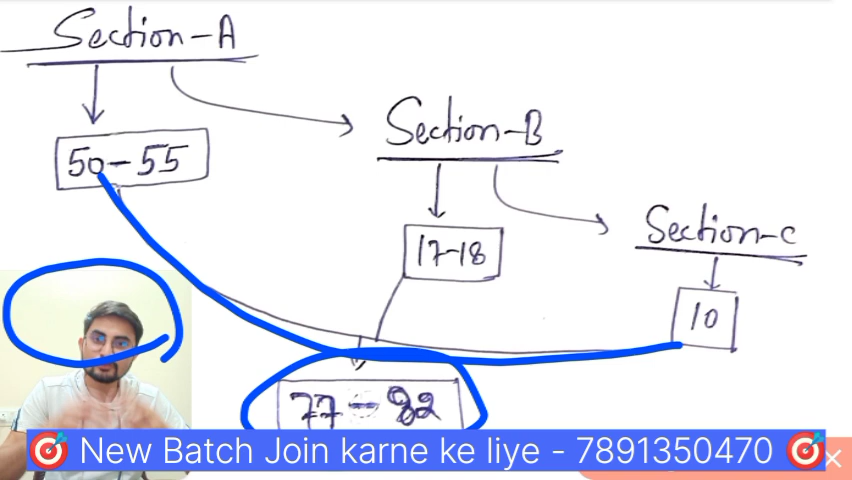 Section-A
50-55
Section-B
17-18
Section-C
10
77-82
🎯 New Batch Join karne ke liye - 7891350470 🎯